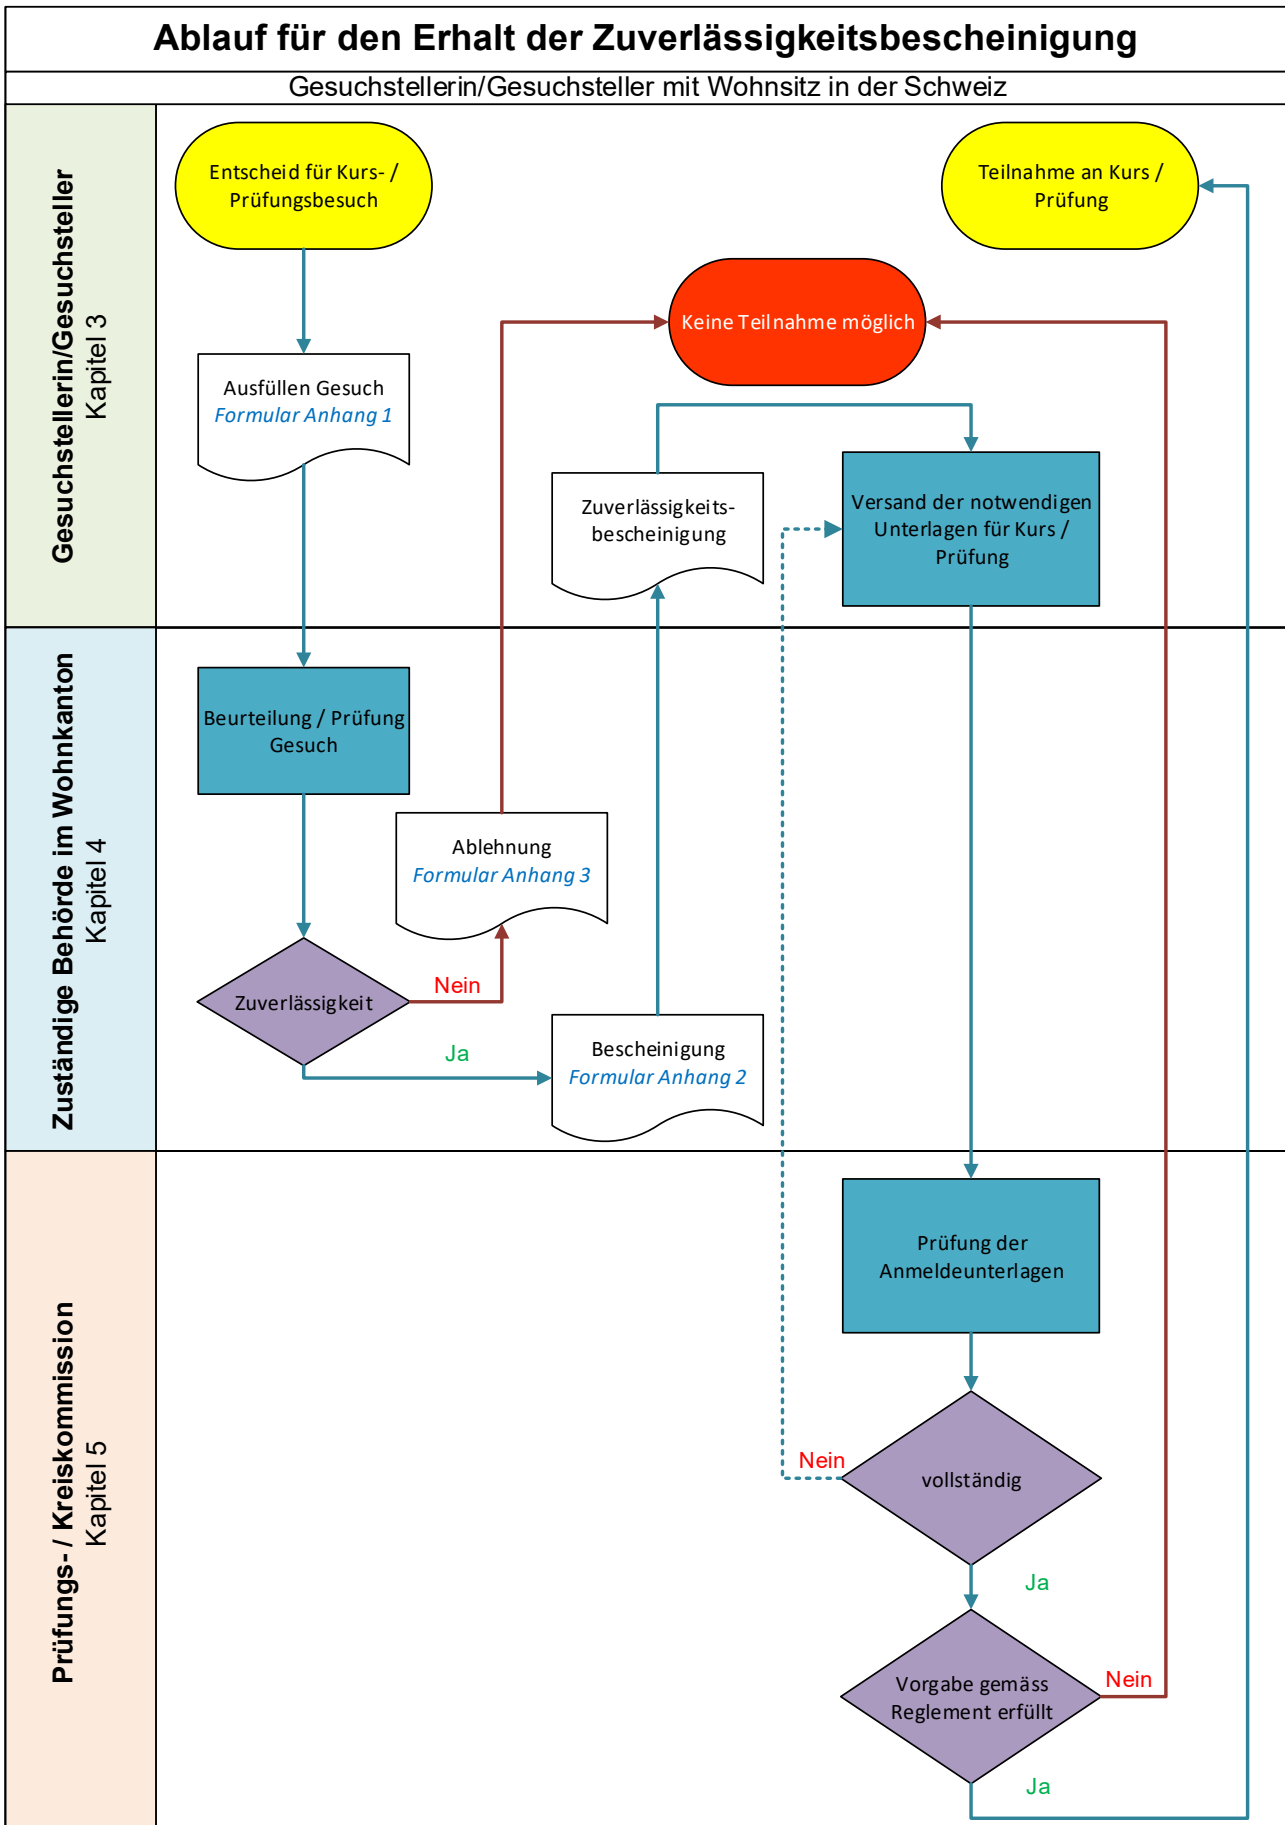 Ablauf für den Erhalt der Zuverlässigkeitsbescheinigung
Gesuchstellerin/Gesuchsteller mit Wohnsitz in der Schweiz
Gesuchstellerin/Gesuchsteller
Kapitel 3
Entscheid für Kurs- /
Prüfungsbesuch
Teilnahme an Kurs /
Prüfung
Keine Teilnahme möglich
Ausfüllen Gesuch
Formular Anhang 1
Zuverlässigkeits-
bescheinigung
Versand der notwendigen
Unterlagen für Kurs /
Prüfung
Zuständige Behörde im Wohnkanton
Kapitel 4
Beurteilung / Prüfung
Gesuch
Ablehnung
Formular Anhang 3
Zuverlässigkeit
Nein
Ja
Bescheinigung
Formular Anhang 2
Prüfungs- / Kreiskommission
Kapitel 5
Prüfung der
Anmeldeunterlagen
Nein
vollständig
Ja
Vorgabe gemäss
Reglement erfüllt
Nein
Ja